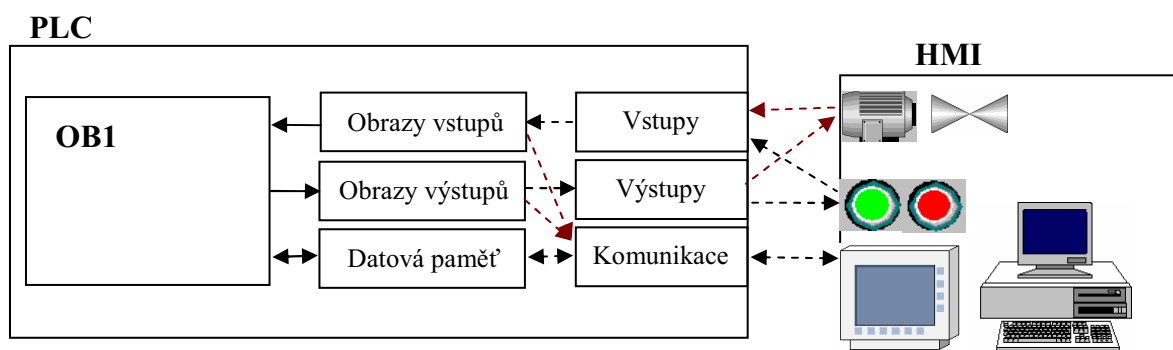 PLC
HMI
OB1
Obrazy vstupů
Vstupy
Obrazy výstupů
Výstupy
Datová paměť
Komunikace